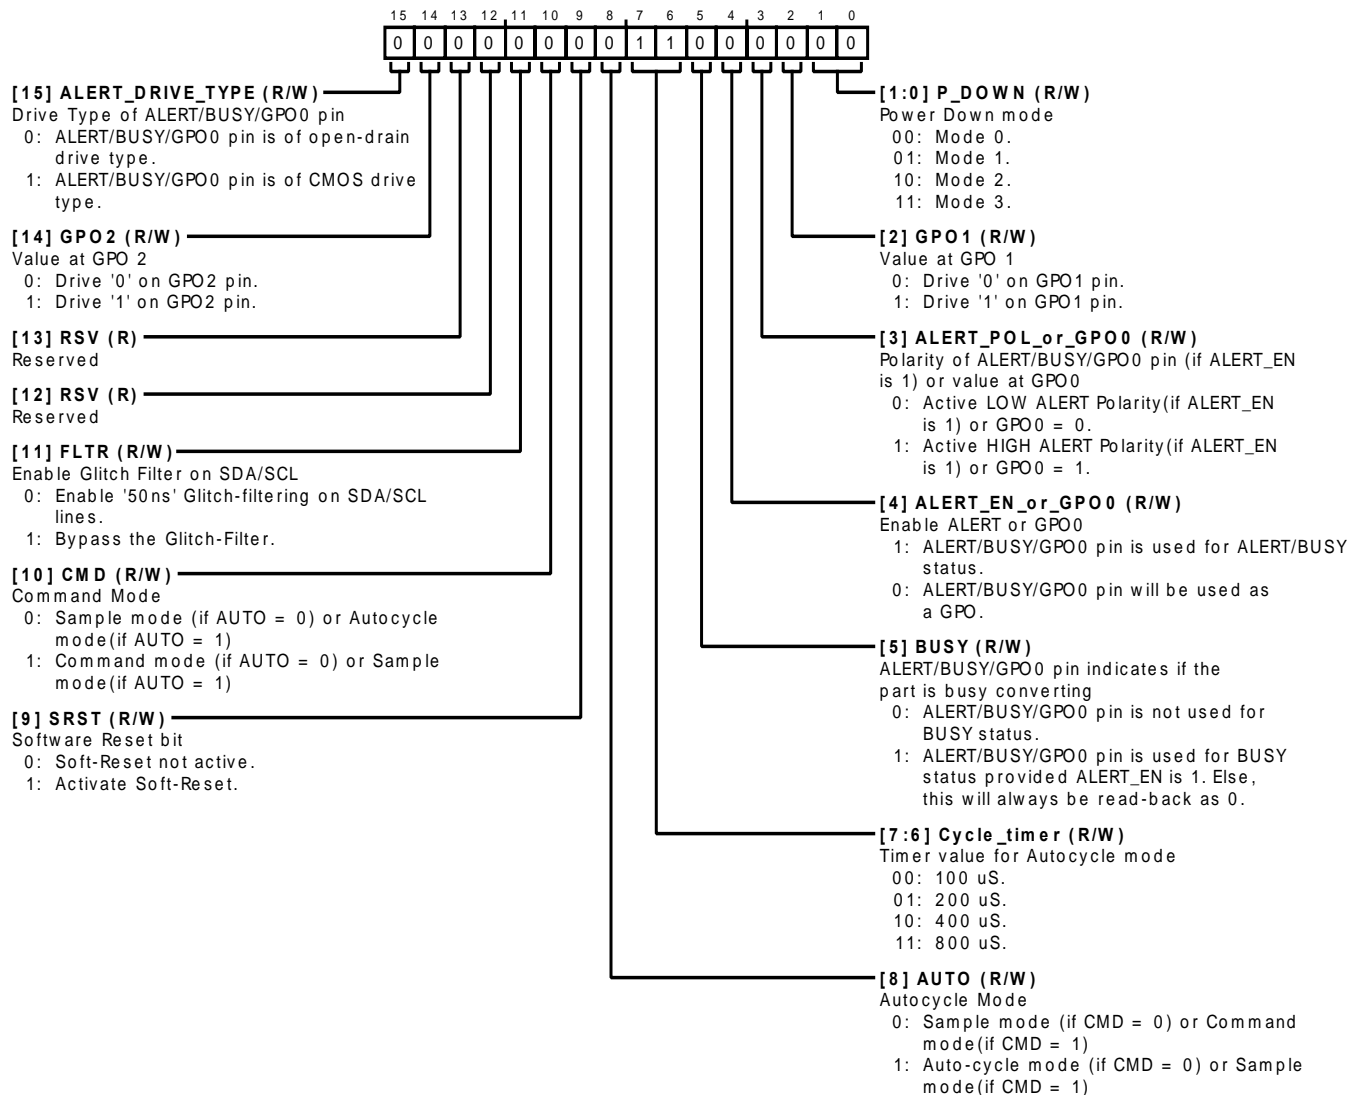 15 14 13 12 11 10 9 8 7 6 5 4 3 2 1 0
0 0 0 0 0 0 0 0 1 1 0 0 0 0 0 0
[15] ALERT_DRIVE_TYPE (R/W)
Drive Type of ALERT/BUSY/GPO0 pin
0: ALERT/BUSY/GPO0 pin is of open-drain
drive type.
1: ALERT/BUSY/GPO0 pin is of CMOS drive
type.
[14] GPO2 (R/W)
Value at GPO 2
0: Drive '0' on GPO2 pin.
1: Drive '1' on GPO2 pin.
[13] RSV (R)
Reserved
[12] RSV (R)
Reserved
[11] FLTR (R/W)
Enable Glitch Filter on SDA/SCL
0: Enable '50ns' Glitch-filtering on SDA/SCL
lines.
1: Bypass the Glitch-Filter.
[10] CMD (R/W)
Command Mode
0: Sample mode (if AUTO = 0) or Autocycle
mode(if AUTO = 1)
1: Command mode (if AUTO = 0) or Sample
mode(if AUTO = 1)
[9] SRST (R/W)
Software Reset bit
0: Soft-Reset not active.
1: Activate Soft-Reset.
[1:0] P_DOWN (R/W)
Power Down mode
00: Mode 0.
01: Mode 1.
10: Mode 2.
11: Mode 3.
[2] GPO1 (R/W)
Value at GPO 1
0: Drive '0' on GPO1 pin.
1: Drive '1' on GPO1 pin.
[3] ALERT_POL_or_GPO0 (R/W)
Polarity of ALERT/BUSY/GPO0 pin (if ALERT_EN
is 1) or value at GPO0
0: Active LOW ALERT Polarity(if ALERT_EN
is 1) or GPO0 = 0.
1: Active HIGH ALERT Polarity(if ALERT_EN
is 1) or GPO0 = 1.
[4] ALERT_EN_or_GPO0 (R/W)
Enable ALERT or GPO0
1: ALERT/BUSY/GPO0 pin is used for ALERT/BUSY
status.
0: ALERT/BUSY/GPO0 pin will be used as
a GPO.
[5] BUSY (R/W)
ALERT/BUSY/GPO0 pin indicates if the
part is busy converting
0: ALERT/BUSY/GPO0 pin is not used for
BUSY status.
1: ALERT/BUSY/GPO0 pin is used for BUSY
status provided ALERT_EN is 1. Else,
this will always be read-back as 0.
[7:6] Cycle_timer (R/W)
Timer value for Autocycle mode
00: 100 uS.
01: 200 uS.
10: 400 uS.
11: 800 uS.
[8] AUTO (R/W)
Autocycle Mode
0: Sample mode (if CMD = 0) or Command
mode(if CMD = 1)
1: Auto-cycle mode (if CMD = 0) or Sample
mode(if CMD = 1)